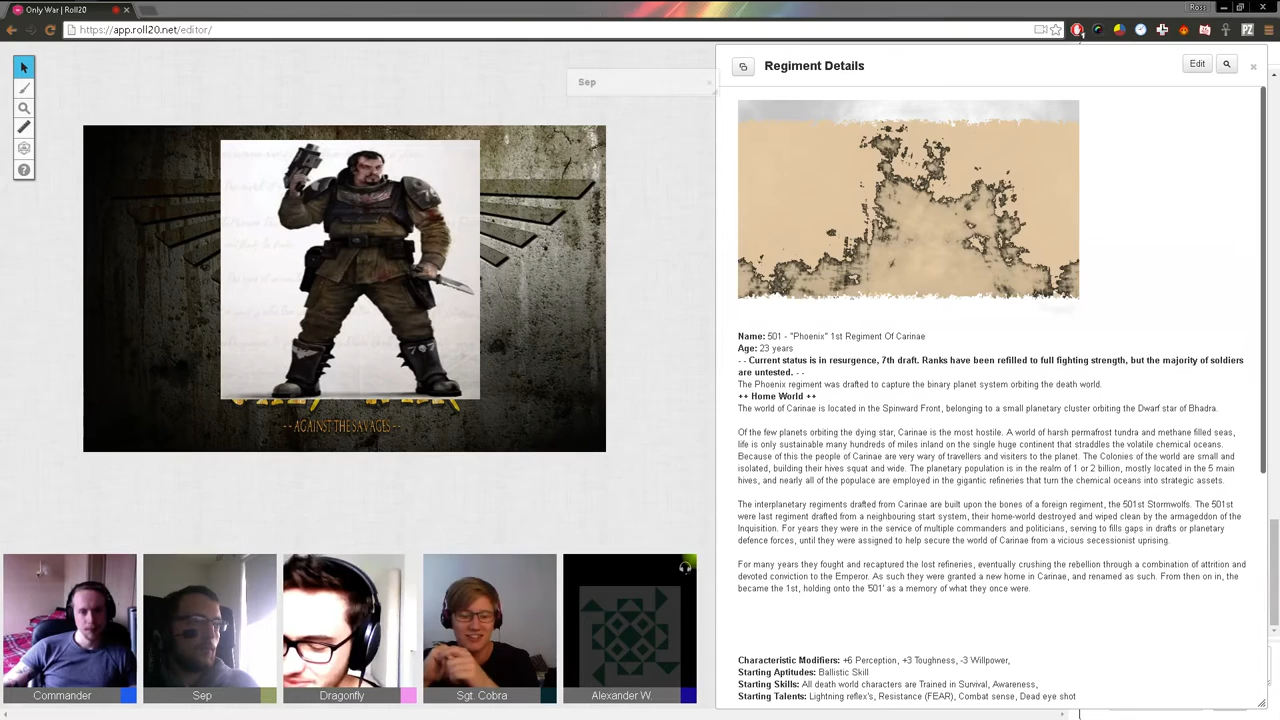 Only War | Roll20
Ross
https://app.roll20.net/editor/
PZ
Sep
Regiment Details
Edit
-- AGAINST THE SAVAGES --
Name: 501 - "Phoenix" 1st Regiment Of Carinae
Age: 23 years
- - Current status is in resurgence, 7th draft. Ranks have been refilled to full fighting strength, but the majority of soldiers
are untested. - -
The Phoenix regiment was drafted to capture the binary planet system orbiting the death world.
++ Home World ++
The world of Carinae is located in the Spinward Front, belonging to a small planetary cluster orbiting the Dwarf star of Bhadra.
Of the few planets orbiting the dying star, Carinae is the most hostile. A world of harsh permafrost tundra and methane filled seas,
life is only sustainable many hundreds of miles inland on the single huge continent that straddles the volatile chemical oceans.
Because of this the people of Carinae are very wary of travellers and visitors to the planet. The Colonies of the world are small and
isolated, building their hives squat and wide. The planetary population is in the realm of 1 or 2 billion, mostly located in the 5 main
hives, and nearly all of the populace are employed in the gigantic refineries that turn the chemical oceans into strategic assets.
The interplanetary regiments drafted from Carinae are built upon the bones of a foreign regiment, the 501st Stormwolfs. The 501st
were last regiment drafted from a neighbouring start system, their home-world destroyed and wiped clean by the armageddon of the
Inquisition. For years they were in the service of multiple commanders and politicians, serving to fills gaps in drafts or planetary
defence forces, until they were assigned to help secure the world of Carinae from a vicious secessionist uprising.
For many years they fought and recaptured the lost refineries, eventually crushing the rebellion through a combination of attrition and
devoted conviction to the Emperor. As such they were granted a new home in Carinae, and renamed as such. From then on in, the
became the 1st, holding onto the '501' as a memory of what they once were.
Characteristic Modifiers: +6 Perception, +3 Toughness, -3 Willpower,
Starting Aptitudes: Ballistic Skill
Starting Skills: All death world characters are Trained in Survival, Awareness,
Starting Talents: Lightning reflex's, Resistance (FEAR), Combat sense, Dead eye shot
Commander
Sep
Dragonfly
Sgt. Cobra
Alexander W.